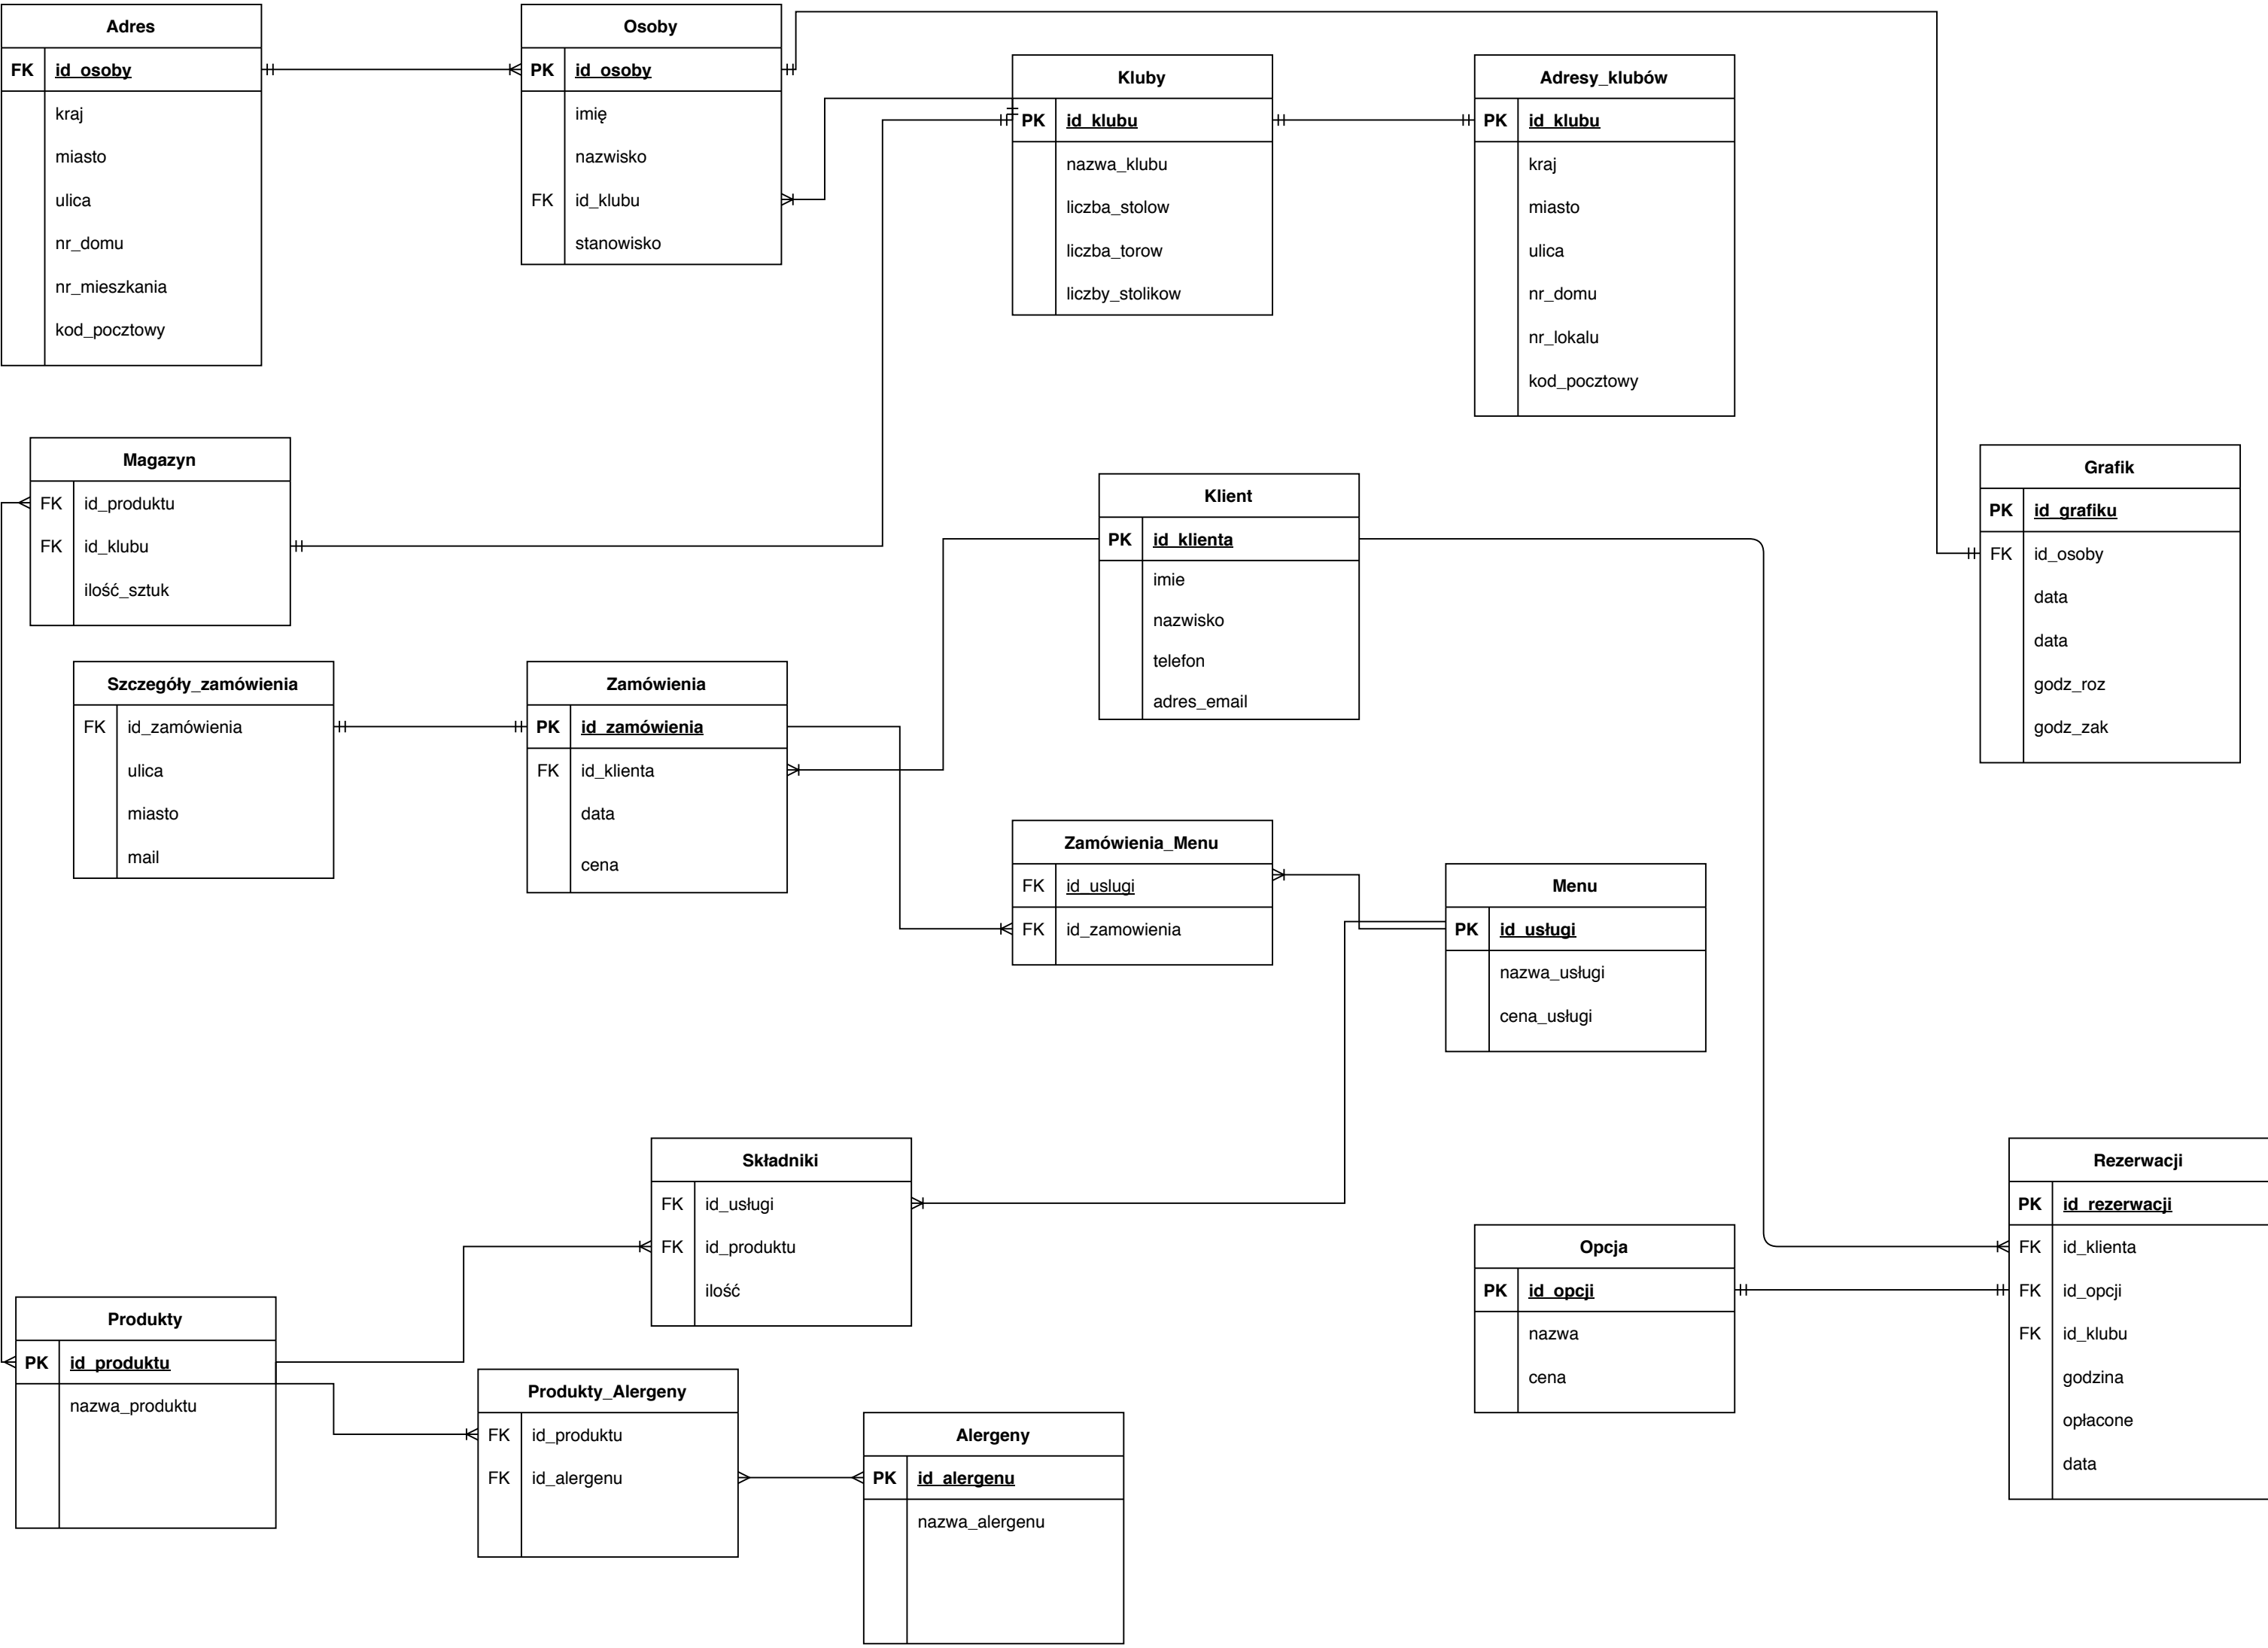 Adres
FK id_osoby
kraj
miasto
ulica
nr_domu
nr_mieszkania
kod_pocztowy
Osoby
PK id_osoby
imię
nazwisko
FK id_klubu
stanowisko
Kluby
PK id_klubu
nazwa_klubu
liczba_stolow
liczba_torow
liczby_stolikow
Adresy_klubów
PK id_klubu
kraj
miasto
ulica
nr_domu
nr_lokalu
kod_pocztowy
Magazyn
FK id_produktu
FK id_klubu
ilość_sztuk
Klient
PK id_klienta
imie
nazwisko
telefon
adres_email
Grafik
PK id_grafiku
FK id_osoby
data
data
godz_roz
godz_zak
Szczegóły_zamówienia
FK id_zamówienia
ulica
miasto
mail
Zamówienia
PK id_zamówienia
FK id_klienta
data
cena
Zamówienia_Menu
FK id_uslugi
FK id_zamowienia
Menu
PK id_usługi
nazwa_usługi
cena_usługi
Składniki
FK id_usługi
FK id_produktu
ilość
Opcja
PK id_opcji
nazwa
cena
Rezerwacji
PK id_rezerwacji
FK id_klienta
FK id_opcji
FK id_klubu
godzina
opłacone
data
Produkty
PK id_produktu
nazwa_produktu
Produkty_Alergeny
FK id_produktu
FK id_alergenu
Alergeny
PK id_alergenu
nazwa_alergenu